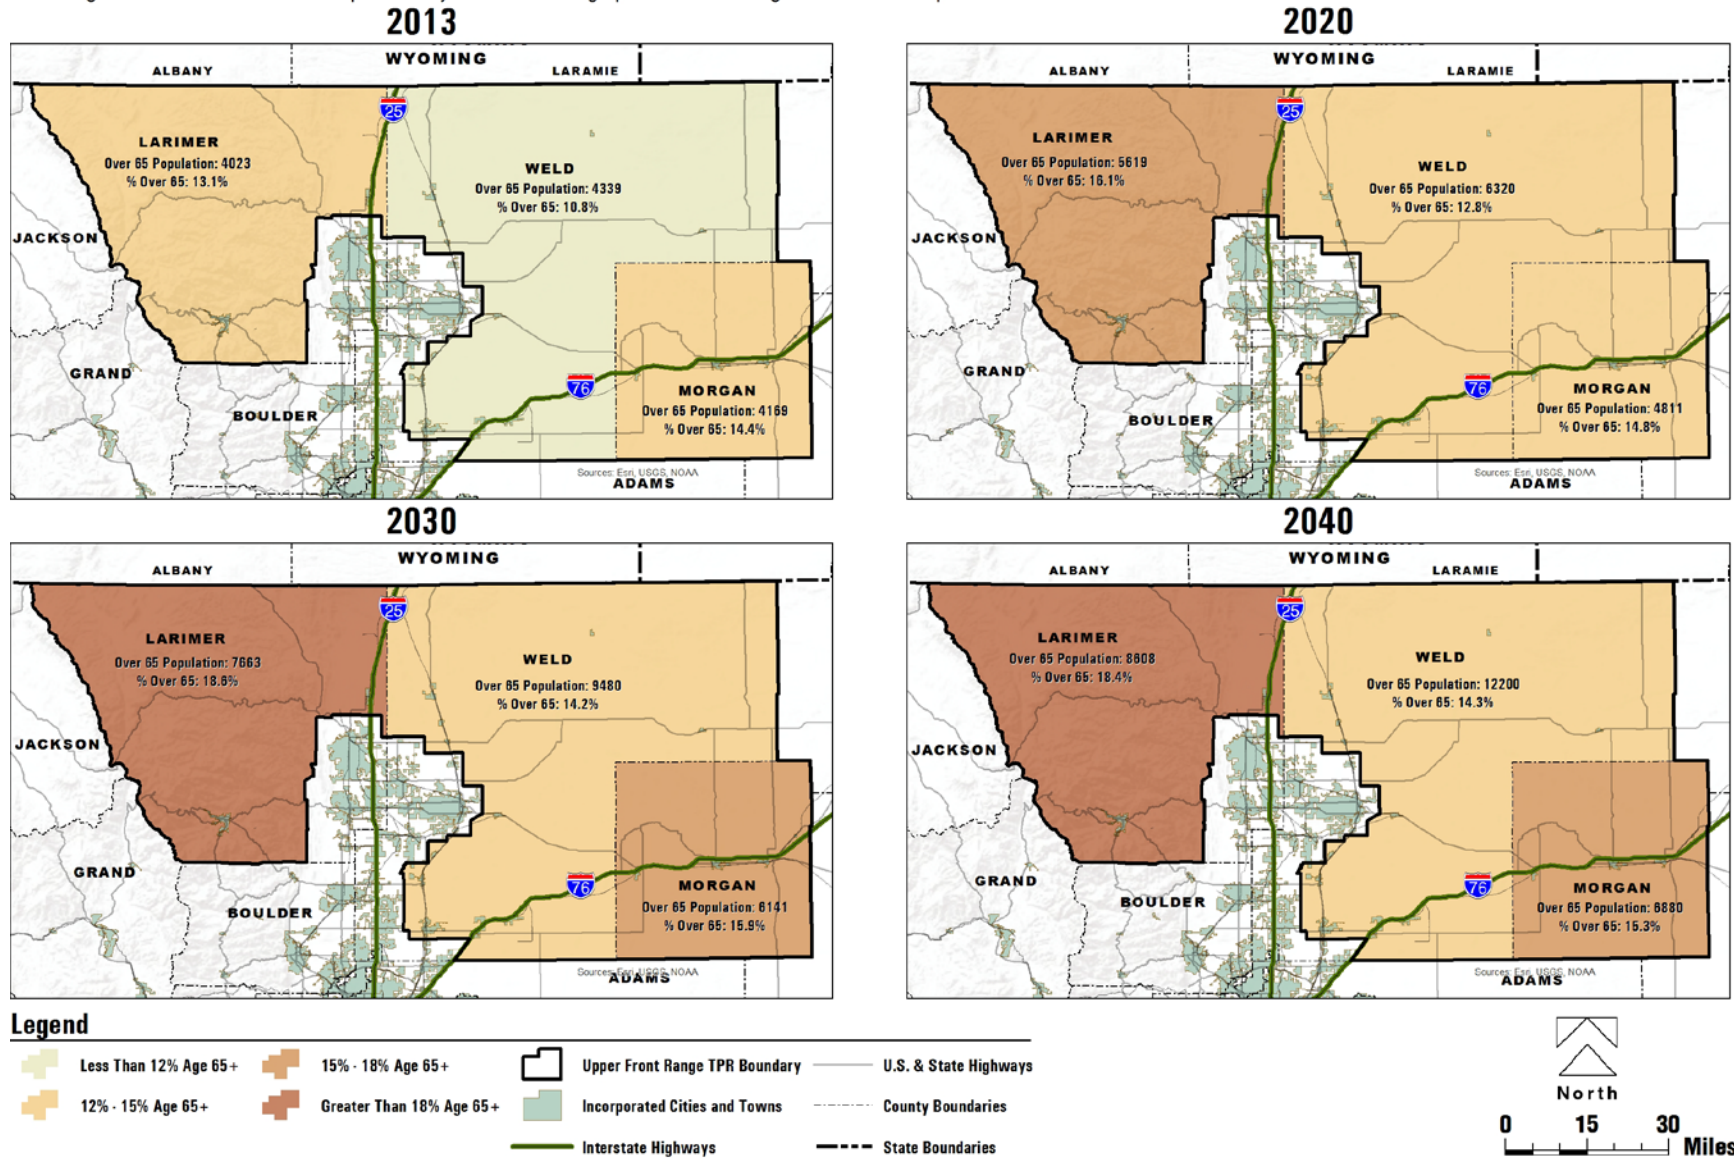 2013
WYOMING
ALBANY
LARAMIE
25
LARIMER
Over 65 Population: 4023
% Over 65: 13.1%
WELD
Over 65 Population: 4339
% Over 65: 10.8%
JACKSON
GRAND
BOULDER
76
MORGAN
Over 65 Population: 4169
% Over 65: 14.4%
Sources: Esri, USGS, NOAA
ADAMS
2020
WYOMING
ALBANY
LARAMIE
25
LARIMER
Over 65 Population: 5619
% Over 65: 16.1%
WELD
Over 65 Population: 6320
% Over 65: 12.8%
JACKSON
GRAND
BOULDER
76
MORGAN
Over 65 Population: 4811
% Over 65: 14.8%
Sources: Esri, USGS, NOAA
ADAMS
2030
WYOMING
ALBANY
25
LARIMER
Over 65 Population: 7663
% Over 65: 18.6%
WELD
Over 65 Population: 9480
% Over 65: 14.2%
JACKSON
GRAND
BOULDER
76
MORGAN
Over 65 Population: 6141
% Over 65: 15.9%
Sources: Esri, USGS, NOAA
ADAMS
2040
WYOMING
ALBANY
LARAMIE
25
LARIMER
Over 65 Population: 8608
% Over 65: 18.4%
WELD
Over 65 Population: 12200
% Over 65: 14.3%
JACKSON
GRAND
BOULDER
76
MORGAN
Over 65 Population: 6880
% Over 65: 15.3%
Sources: Esri, USGS, NOAA
ADAMS
Legend
Less Than 12% Age 65+
12% - 15% Age 65+
15% - 18% Age 65+
Greater Than 18% Age 65+
Upper Front Range TPR Boundary
Incorporated Cities and Towns
Interstate Highways
U.S. & State Highways
County Boundaries
State Boundaries
North
0 15 30
Miles